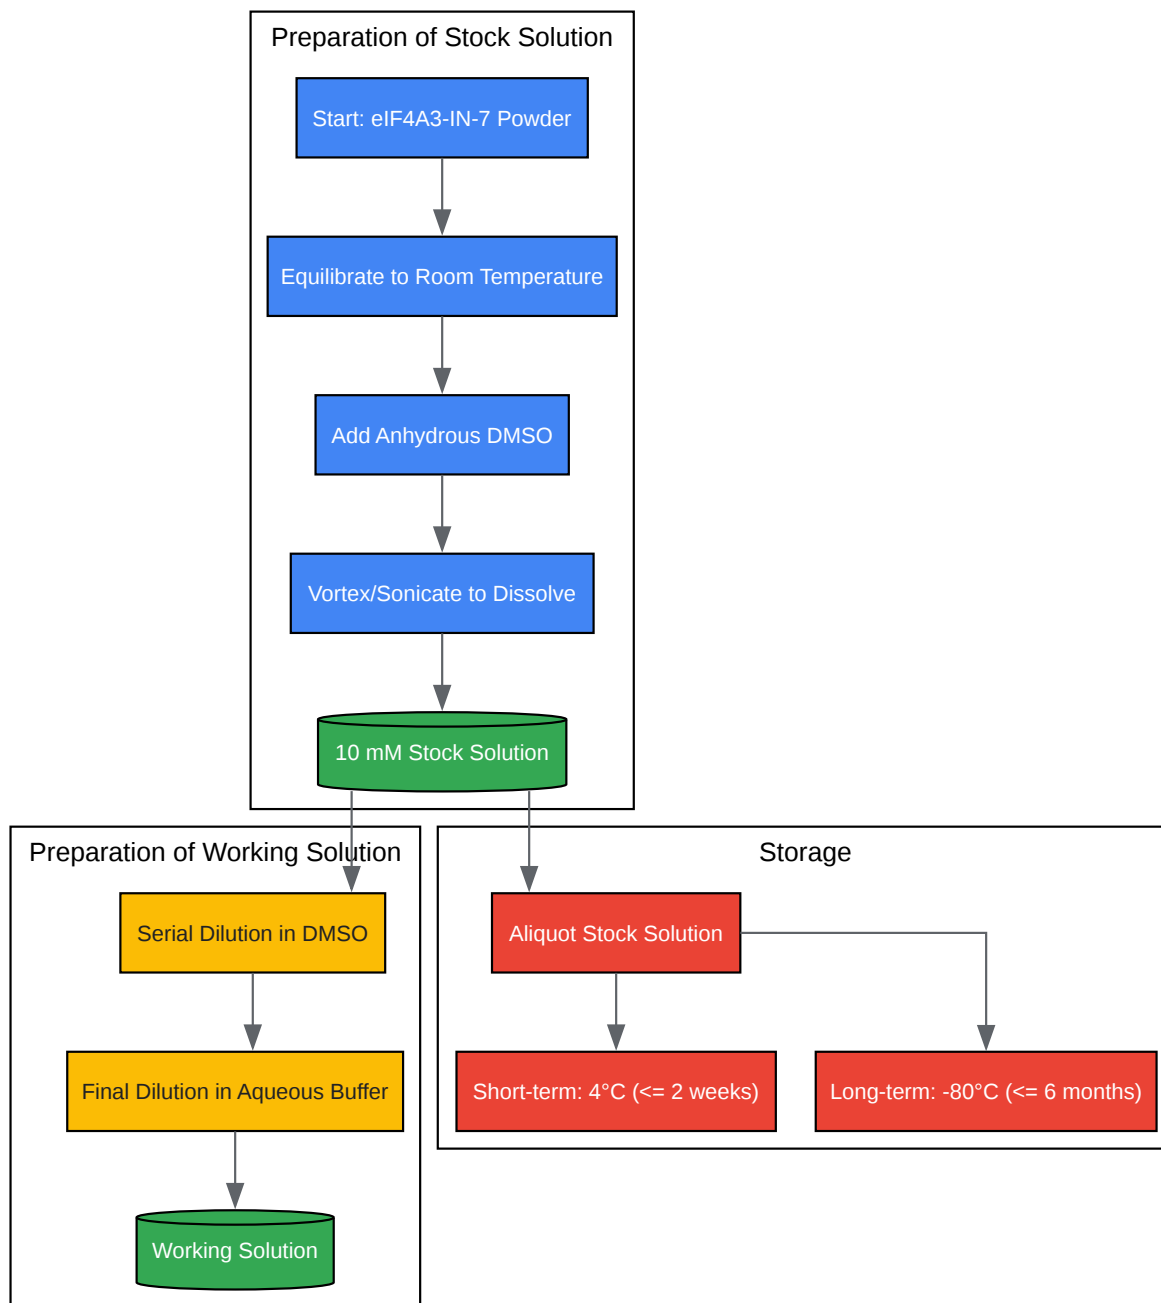 Preparation of Stock Solution
Start: eIF4A3-IN-7 Powder
Equilibrate to Room Temperature
Add Anhydrous DMSO
Vortex/Sonicate to Dissolve
10 mM Stock Solution
Preparation of Working Solution
Serial Dilution in DMSO
Final Dilution in Aqueous Buffer
Working Solution
Storage
Aliquot Stock Solution
Short-term: 4°C (<= 2 weeks)
Long-term: -80°C (<= 6 months)